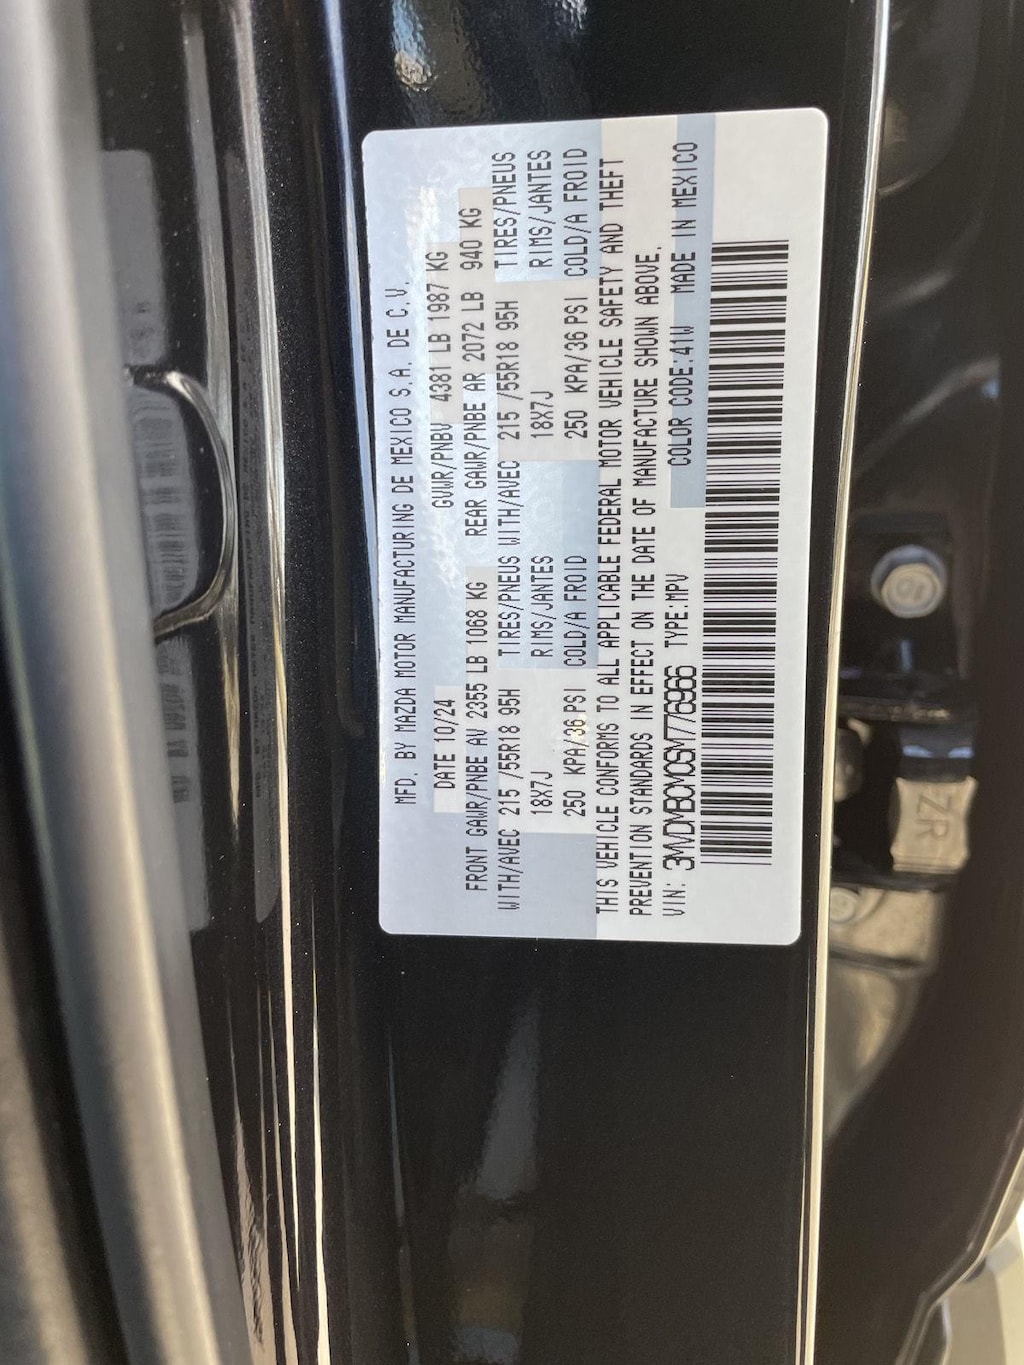 MFD. BY MAZDA MOTOR MANUFACTURING DE MEXICO S.A. DE C.V.
DATE 10/24 GVWR/PNBV 4381 LB 1987 KG
FRONT GAWR/PNBE AV 2355 LB 1068 KG REAR GAWR/PNBE AR 2072 LB 940 KG
WITH/AVEC 215 /55R18 95H TIRES/PNEUS WITH/AVEC 215 /55R18 95H TIRES/PNEUS
18X7J RIMS/JANTES 18X7J RIMS/JANTES
250 KPA/36 PSI COLD/A FROID 250 KPA/36 PSI COLD/A FROID
THIS VEHICLE CONFORMS TO ALL APPLICABLE FEDERAL MOTOR VEHICLE SAFETY AND THEFT
PREVENTION STANDARDS IN EFFECT ON THE DATE OF MANUFACTURE SHOWN ABOVE.
VIN: 3MVDMBCM0SM776966 TYPE:MPV COLOR CODE:41W MADE IN MEXICO
ZR